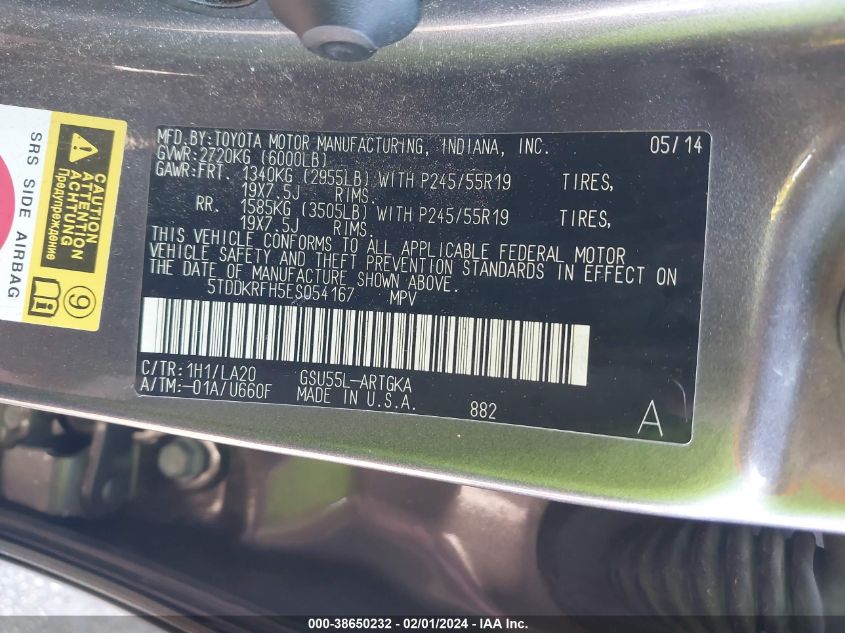 MFD.BY:TOYOTA MOTOR MANUFACTURING, INDIANA, INC. 05/14
GVWR:2720KG (6000LB)
GAWR:FRT. 1340KG (2955LB) WITH P245/55R19 TIRES,
19X7.5J RIMS.
RR. 1585KG (3505LB) WITH P245/55R19 TIRES,
19X7.5J RIMS.
THIS VEHICLE CONFORMS TO ALL APPLICABLE FEDERAL MOTOR
VEHICLE SAFETY AND THEFT PREVENTION STANDARDS IN EFFECT ON
THE DATE OF MANUFACTURE SHOWN ABOVE.
5TDDKRFH5ES054167 MPV
C/TR:1H1/LA20 GSU55L-ARTGKA
A/TM:-01A/U660F MADE IN U.S.A. 882 A
SRS SIDE AIRBAG
CAUTION
ATTENTION
ACHTUNG
Предупреждение
9
000-38650232 - 02/01/2024 - IAA Inc.